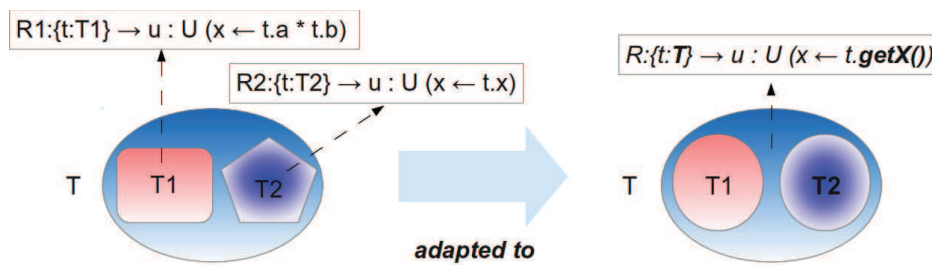 R1:{t:T1} → u : U (x ← t.a * t.b)
R2:{t:T2} → u : U (x ← t.x)
T
T1
T2
adapted to
R:{t:T} → u : U (x ← t.getX())
T
T1
T2